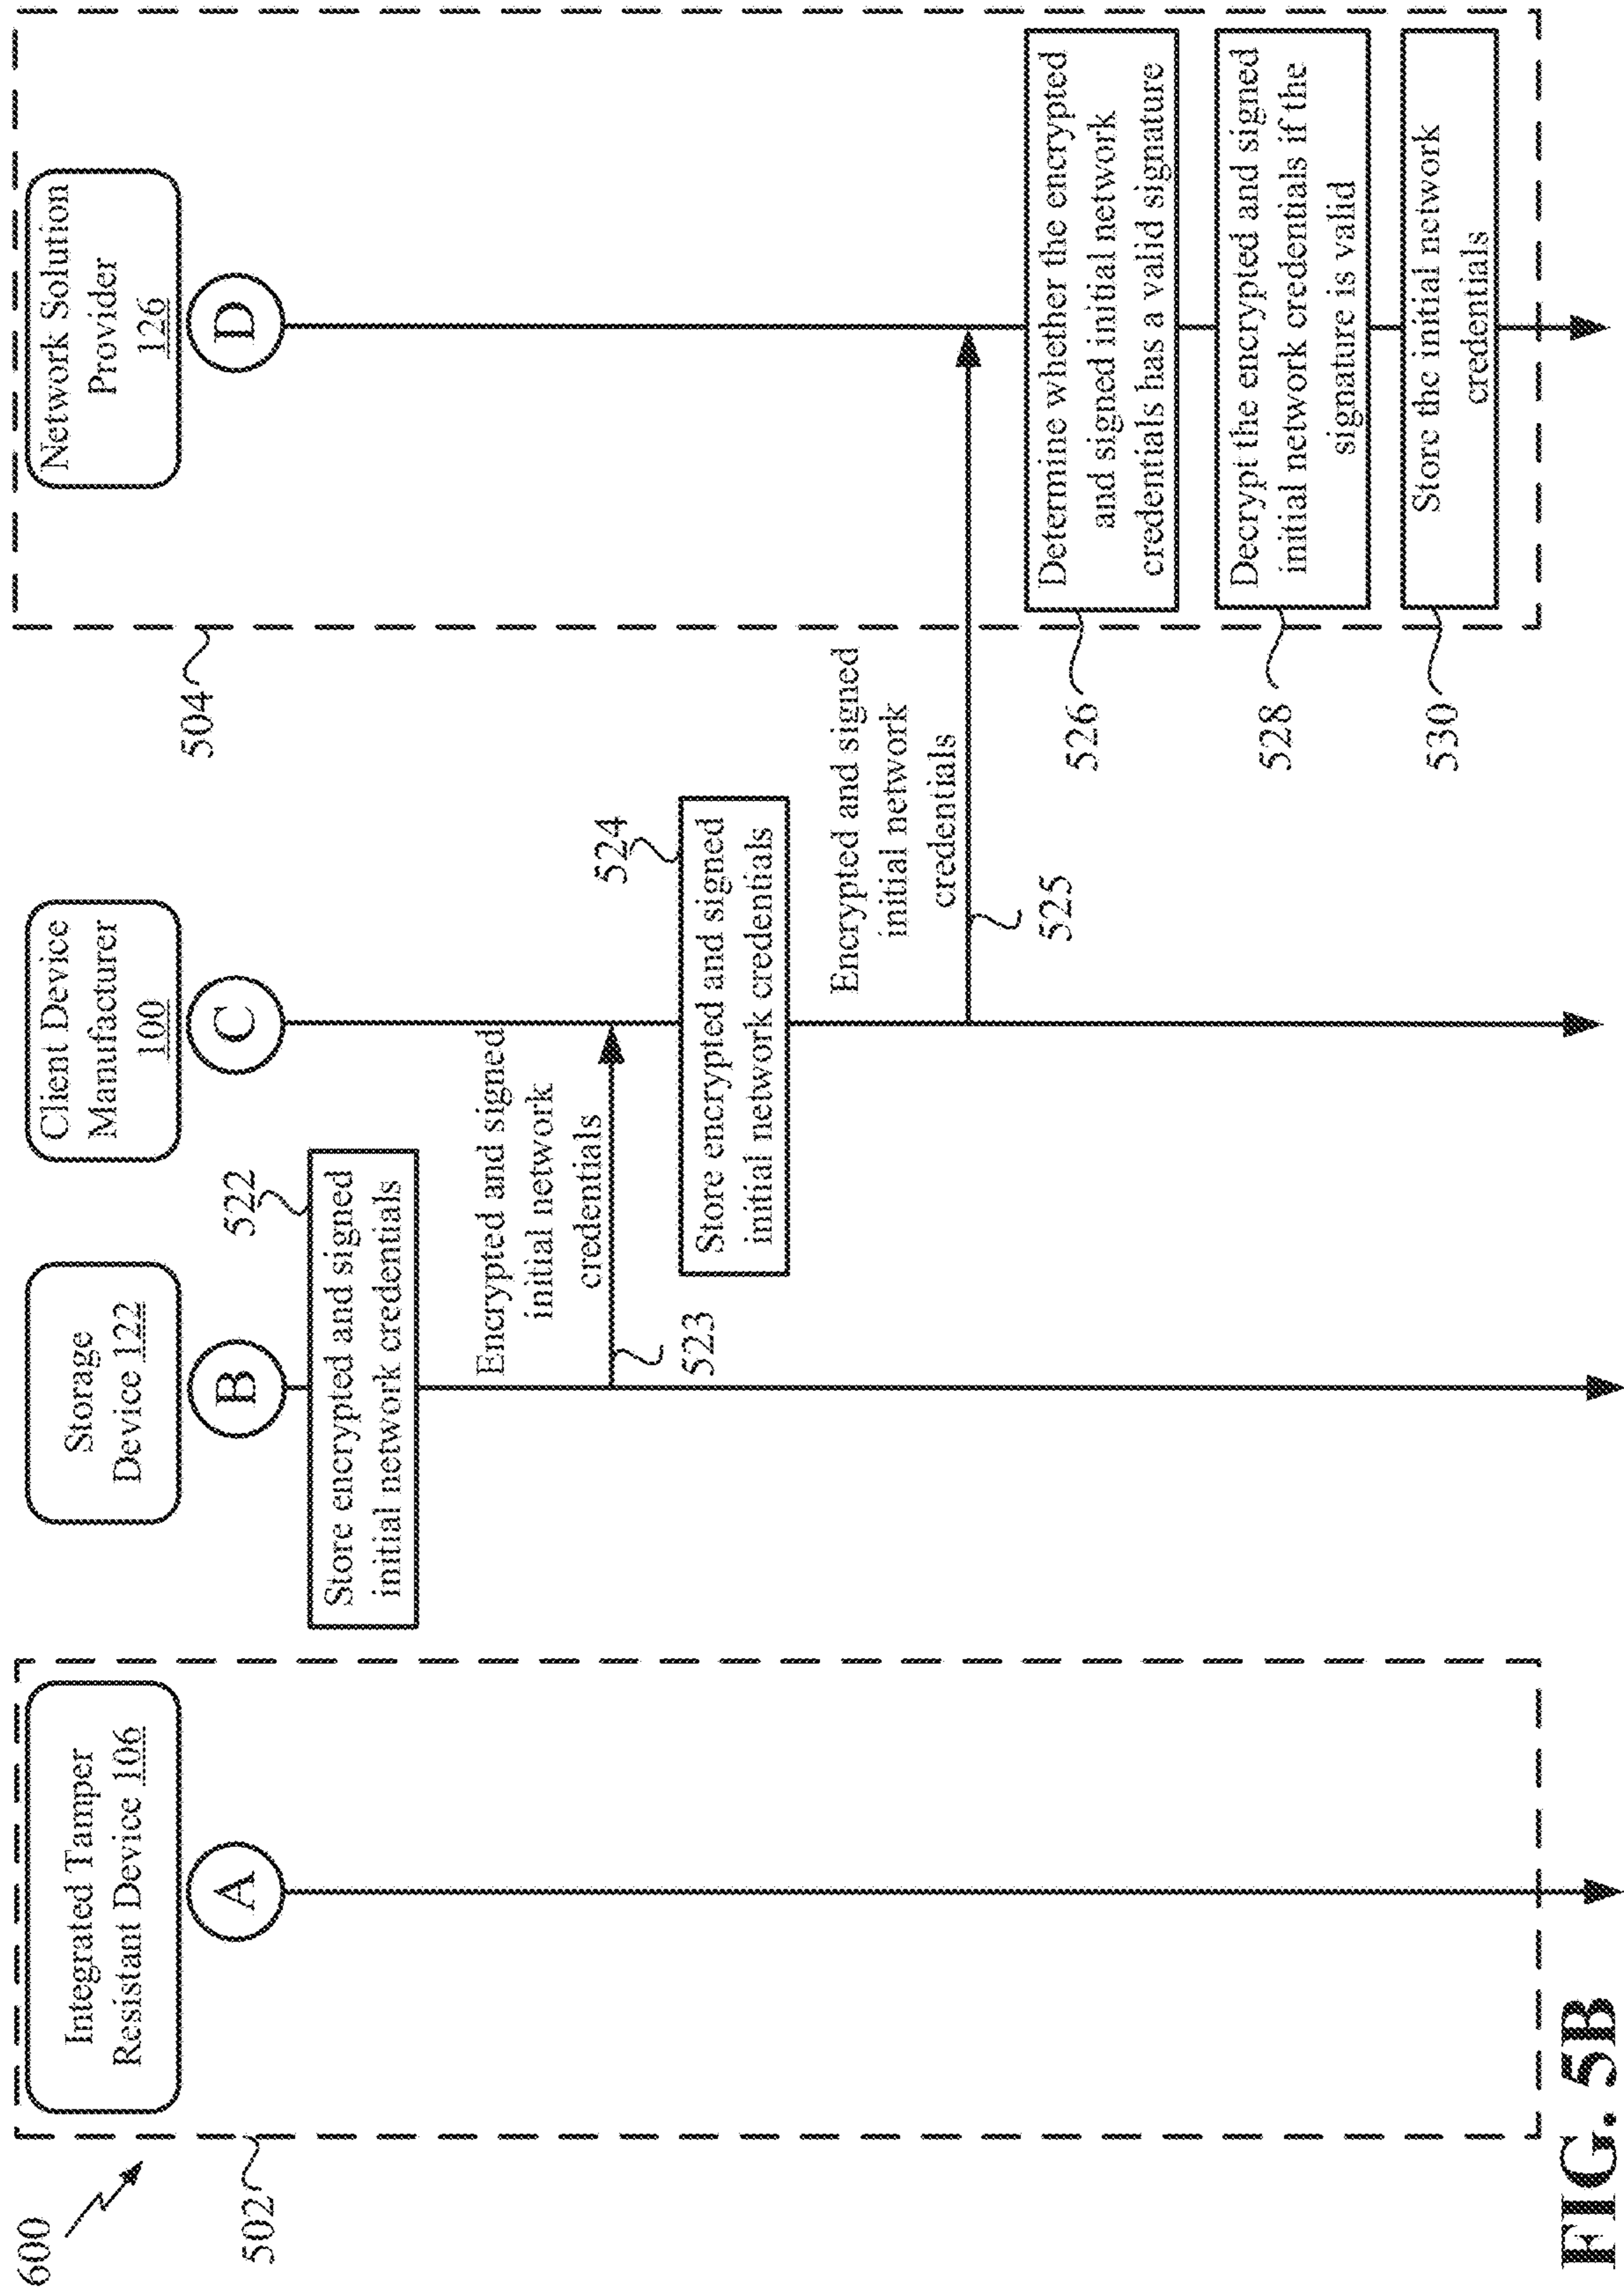 600
502
504
Integrated Tamper
Resistant Device 106
A
Storage
Device 122
B
Client Device
Manufacturer
100
C
Network Solution
Provider
126
D
522
Store encrypted and signed
initial network credentials
Encrypted and signed
initial network
credentials
523
524
Store encrypted and signed
initial network credentials
Encrypted and signed
initial network
credentials
525
526
Determine whether the encrypted
and signed initial network
credentials has a valid signature
528
Decrypt the encrypted and signed
initial network credentials if the
signature is valid
530
Store the initial network
credentials
FIG. 5B